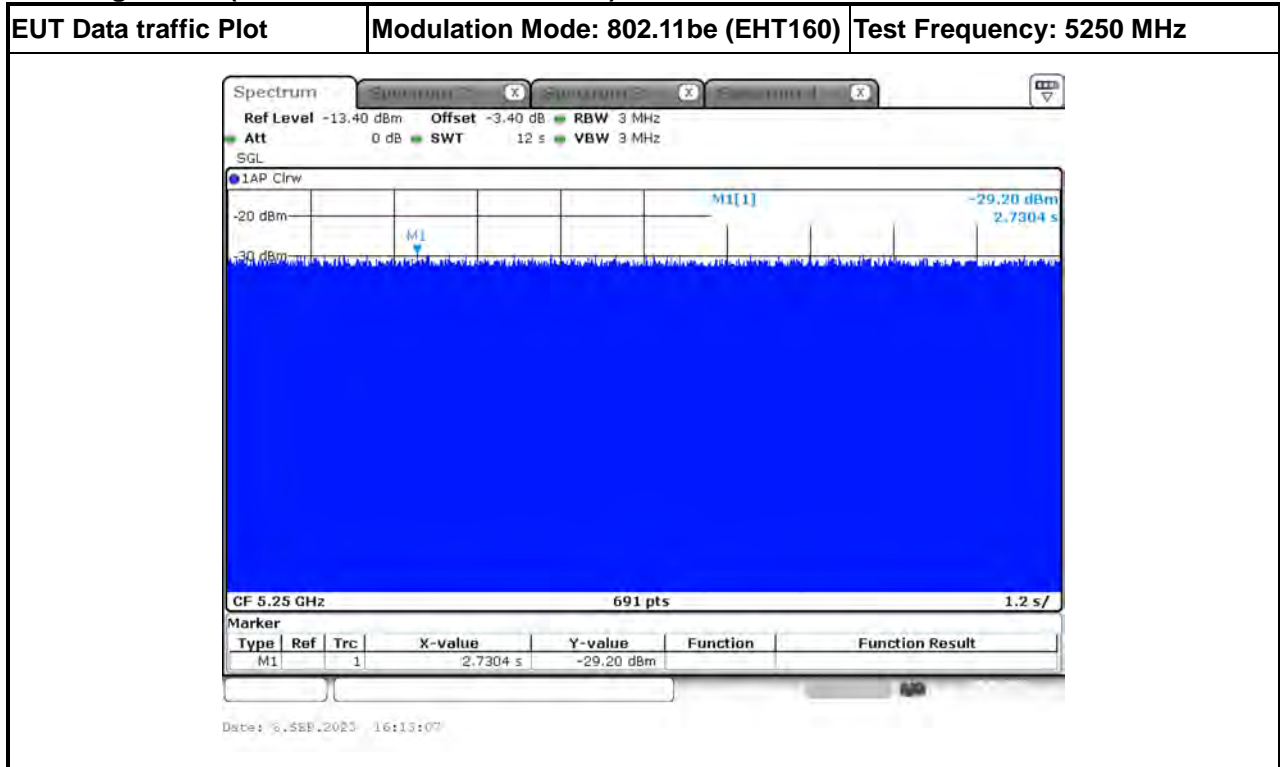 EUT Data traffic Plot Modulation Mode: 802.11be (EHT160) Test Frequency: 5250 MHz
Spectrum
Ref Level -13.40 dBm Offset -3.40 dB RBW 3 MHz
Att 0 dB SWT 12 s VBW 3 MHz
SGL
1AP Clrw
M1[1] -29.20 dBm
2.7304 s
-20 dBm
M1
-30 dBm
CF 5.25 GHz 691 pts 1.2 s/
Marker
Type Ref Trc X-value Y-value Function Function Result
M1 1 2.7304 s -29.20 dBm
Date: .SEP.2023 16:13:07